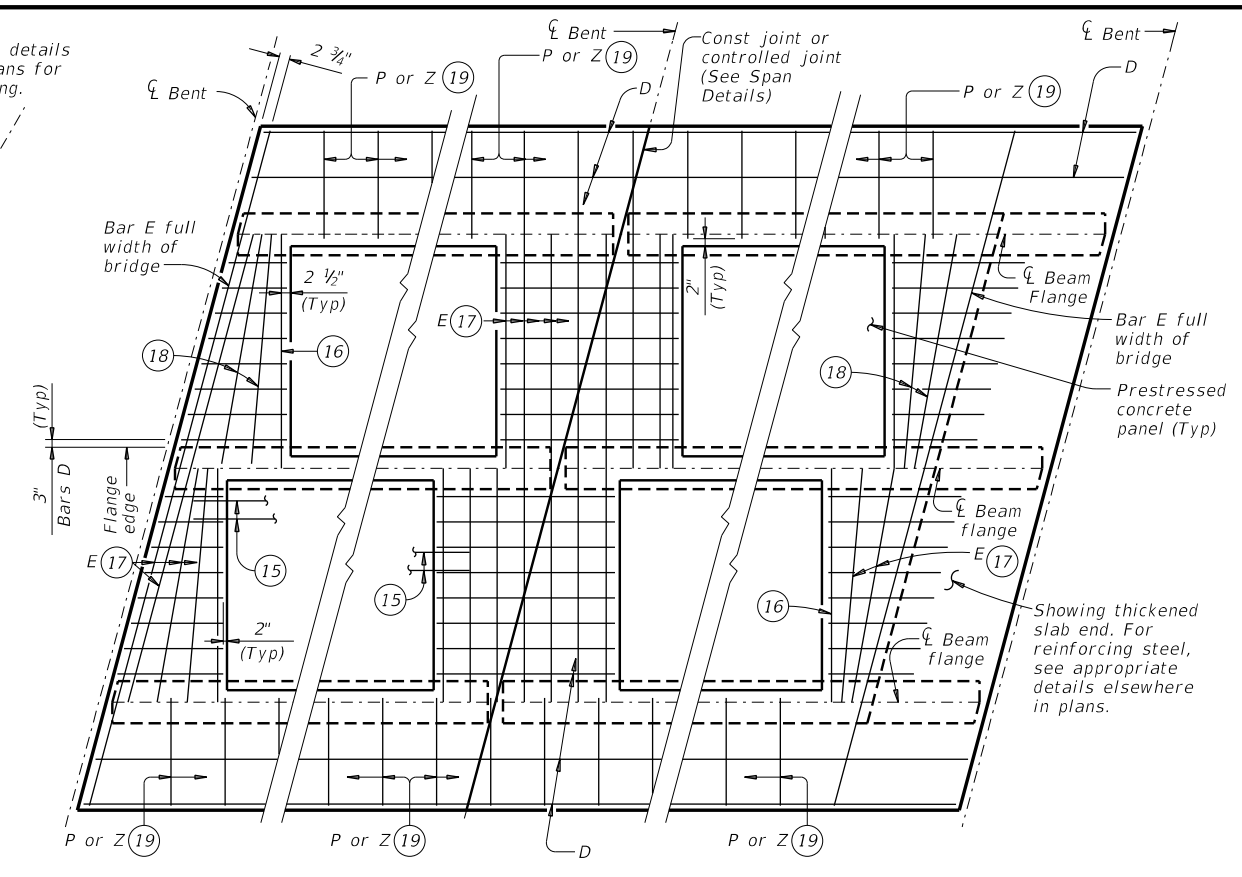 details
ans for
ng.
℄ Bent
2 ¾"
P or Z 19
℄ Bent
P or Z 19
D
Const joint or
controlled joint
(See Span
Details)
℄ Bent
D
P or Z 19
Bar E full
width of
bridge
2 ½"
(Typ)
16
18
E 17
2"
(Typ)
18
℄ Beam
Flange
Bar E full
width of
bridge
Prestressed
concrete
panel (Typ)
(Typ)
3"
Bars D
Flange
edge
E 17
15
15
2"
(Typ)
16
℄ Beam
flange
E 17
℄ Beam
flange
Showing thickened
slab end. For
reinforcing steel,
see appropriate
details elsewhere
in plans.
P or Z 19
P or Z 19
D
P or Z 19